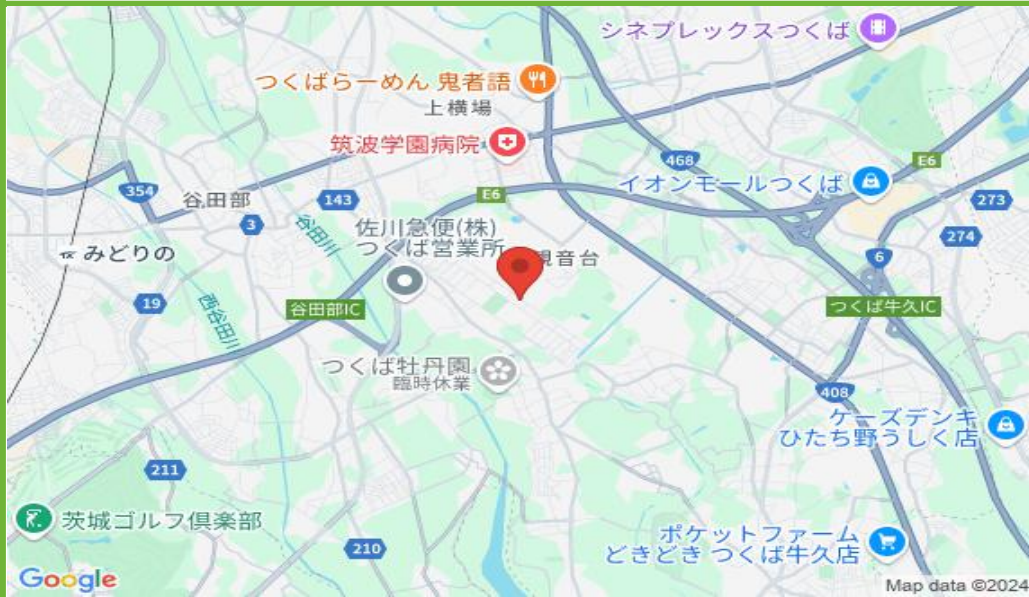 シネプレックスつくば
つくばらーめん 鬼者語
上横場
筑波学園病院
468
E6
イオンモールつくば
354
谷田部
143
E6
273
3
谷田川
佐川急便(株)
つくば営業所
観音台
274
みどりの
6
19
西谷田川
谷田部IC
つくば牛久IC
つくば牡丹園
臨時休業
408
ケーズデンキ
ひたち野うしく店
211
茨城ゴルフ倶楽部
210
ポケットファーム
どきどき つくば牛久店
Google
Map data ©2024